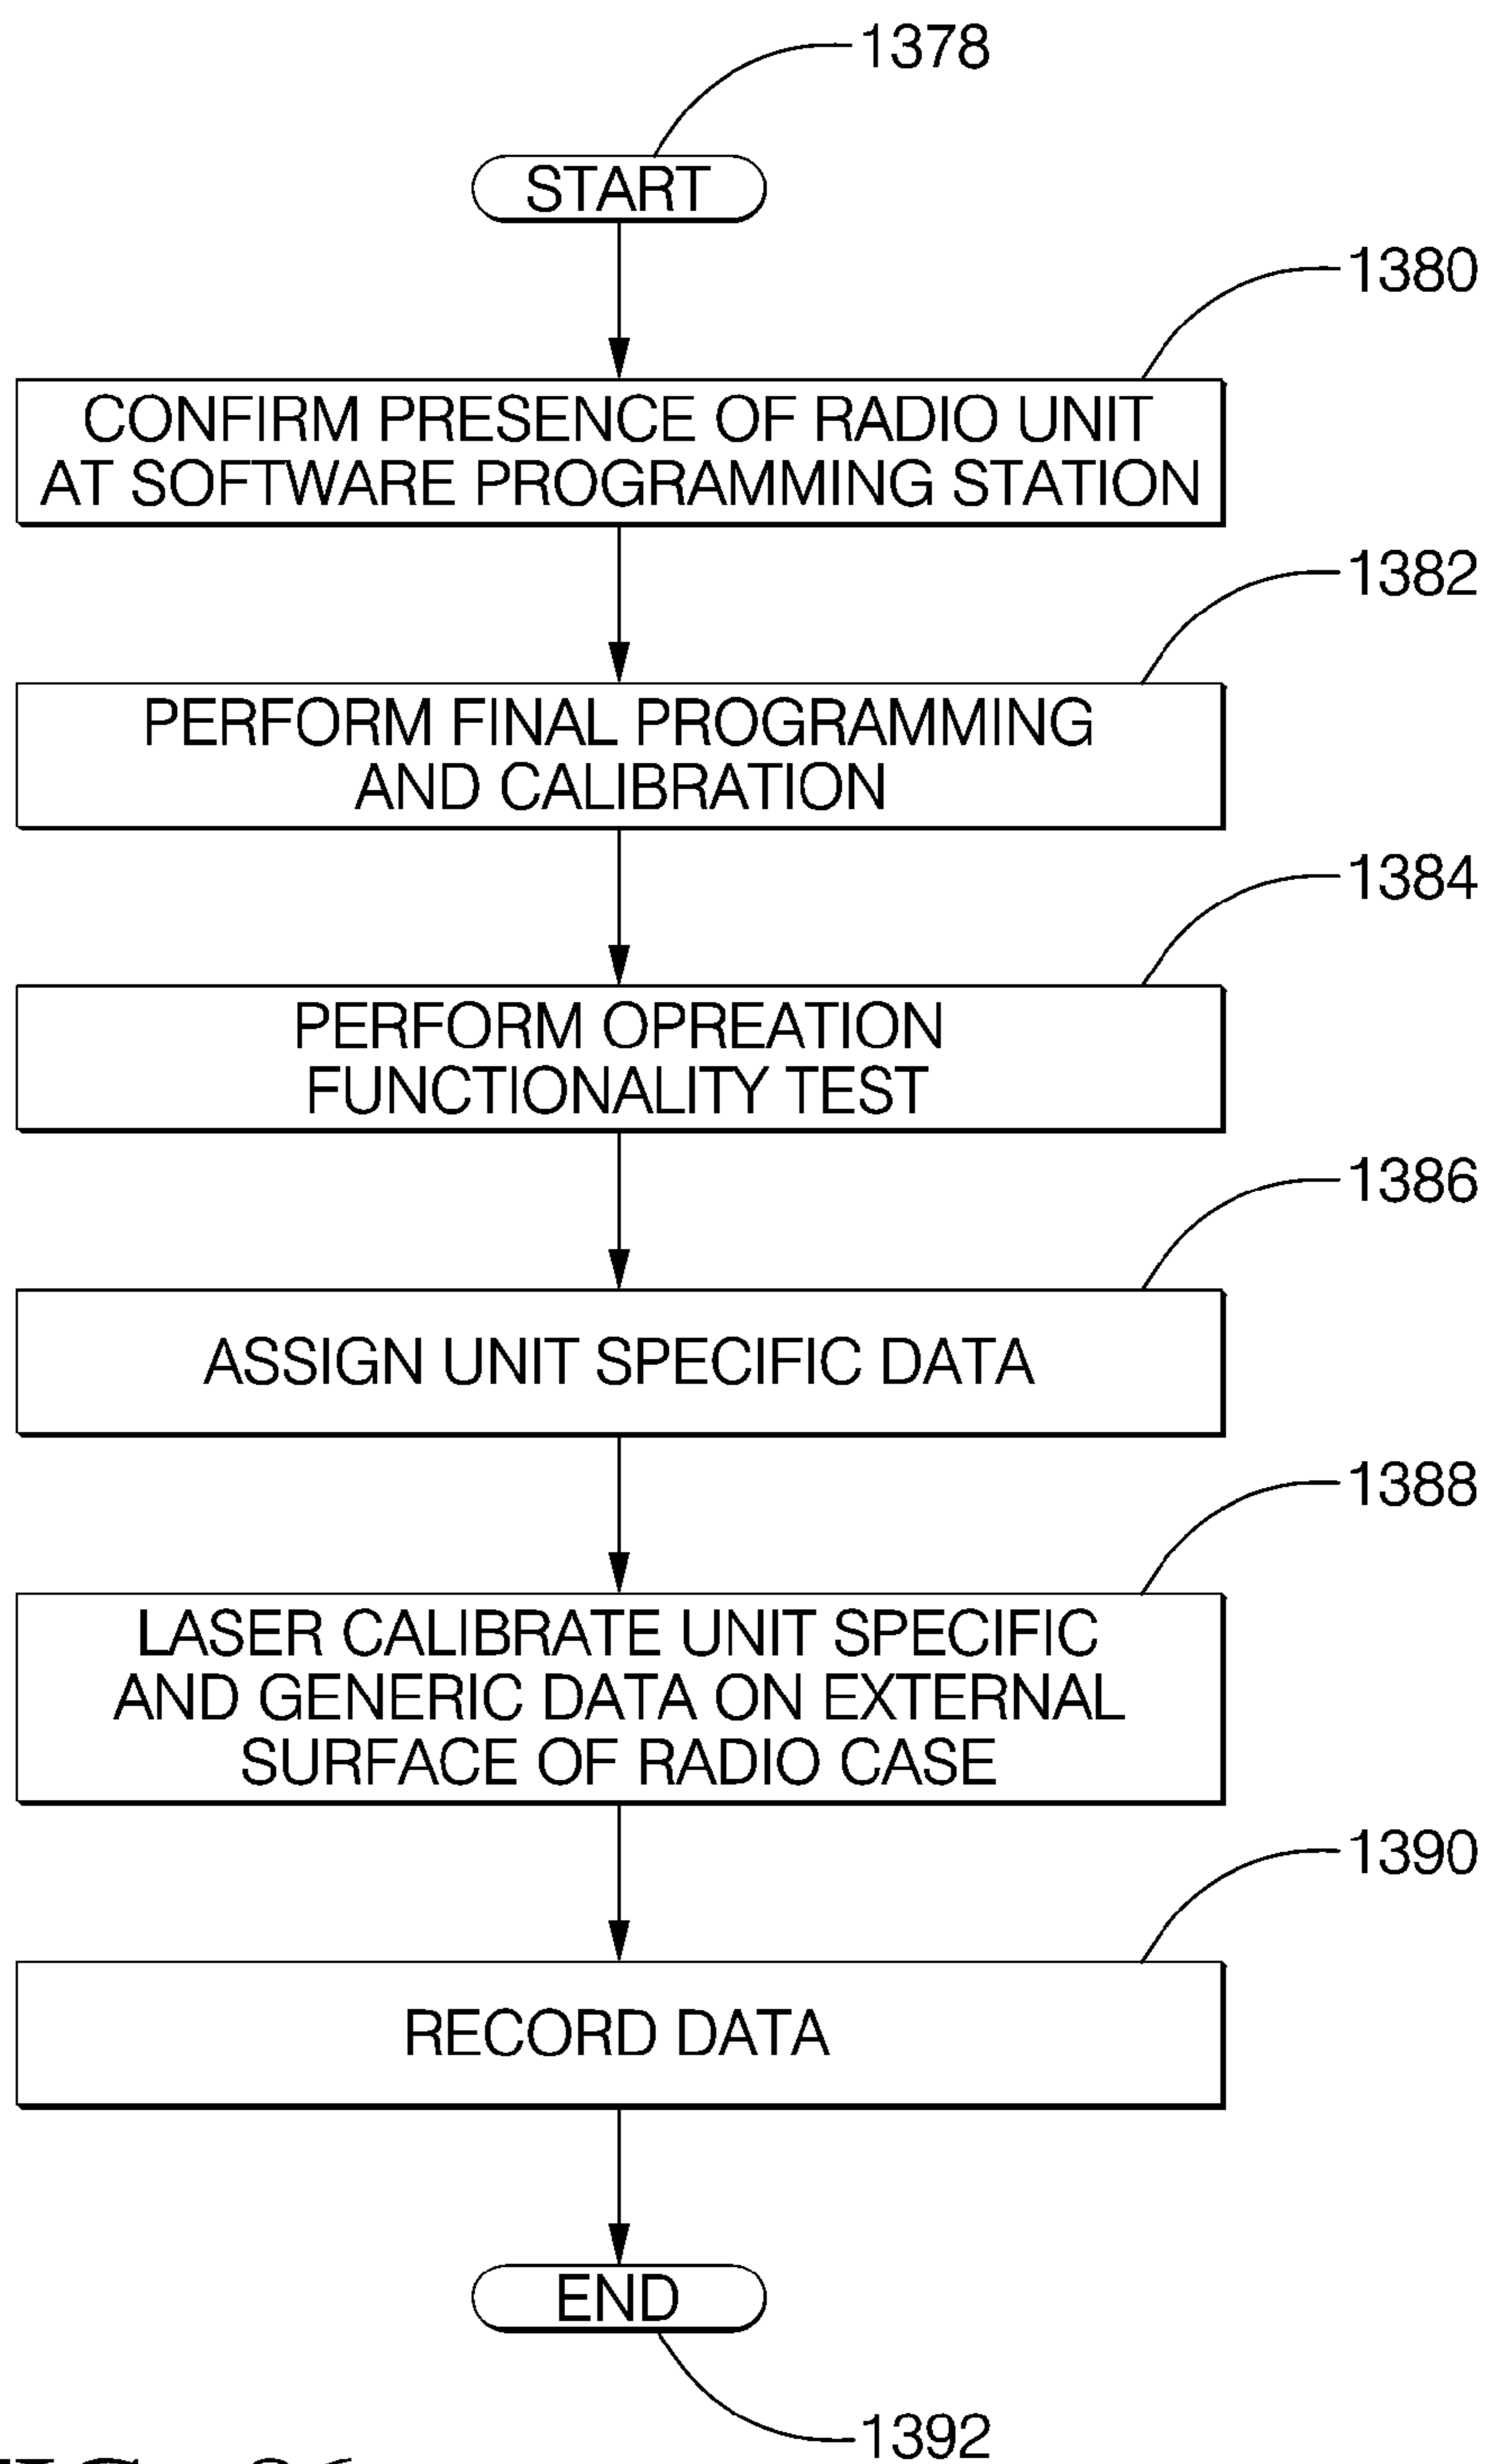 1378
START
1380
CONFIRM PRESENCE OF RADIO UNIT
AT SOFTWARE PROGRAMMING STATION
1382
PERFORM FINAL PROGRAMMING
AND CALIBRATION
1384
PERFORM OPREATION
FUNCTIONALITY TEST
1386
ASSIGN UNIT SPECIFIC DATA
1388
LASER CALIBRATE UNIT SPECIFIC
AND GENERIC DATA ON EXTERNAL
SURFACE OF RADIO CASE
1390
RECORD DATA
END
1392